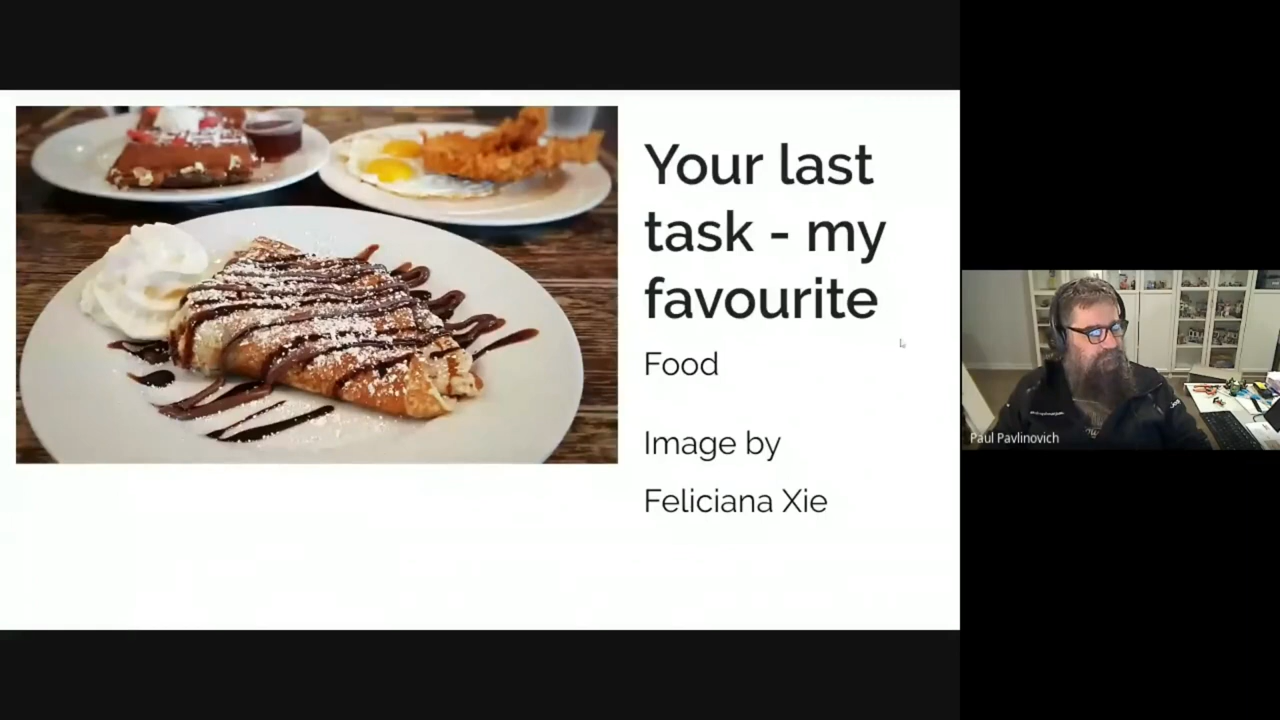 Your last
task - my
favourite
Food
Image by
Feliciana Xie
Paul Pavlinovich